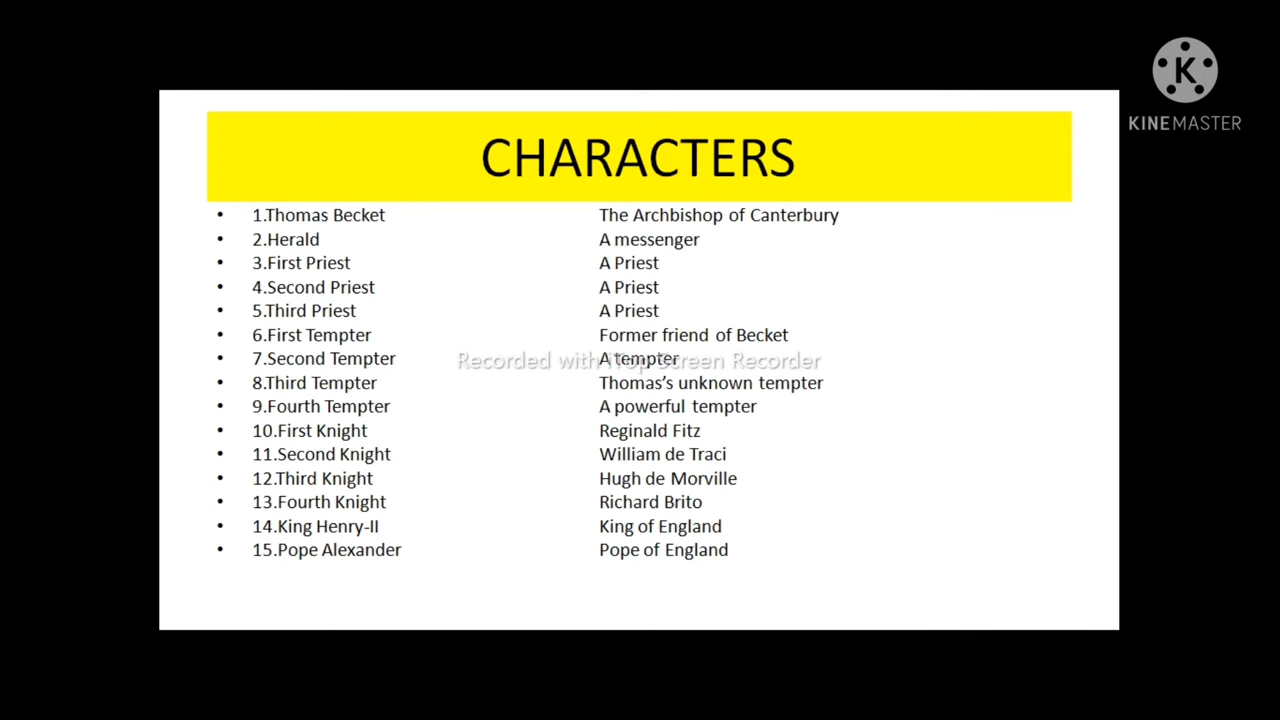 K
KINEMASTER
CHARACTERS
• 1.Thomas Becket The Archbishop of Canterbury
• 2.Herald A messenger
• 3.First Priest A Priest
• 4.Second Priest A Priest
• 5.Third Priest A Priest
• 6.First Tempter Former friend of Becket
• 7.Second Tempter A tempter
Recorded with iTop Screen Recorder
• 8.Third Tempter Thomas’s unknown tempter
• 9.Fourth Tempter A powerful tempter
• 10.First Knight Reginald Fitz
• 11.Second Knight William de Traci
• 12.Third Knight Hugh de Morville
• 13.Fourth Knight Richard Brito
• 14.King Henry-II King of England
• 15.Pope Alexander Pope of England